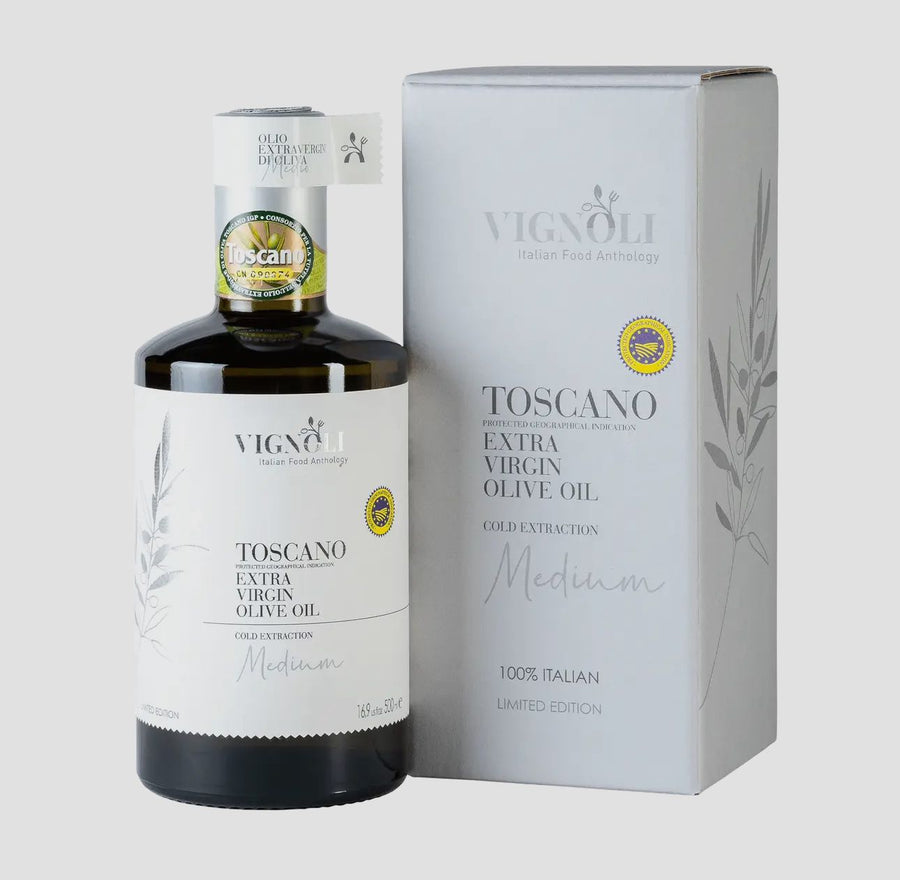 OLIO
EXTRAVERGIN
DI OLIVA
Medio
Toscano
VIGNOLI
Italian Food Anthology
TOSCANO
PROTECTED GEOGRAPHICAL INDICATION
EXTRA
VIRGIN
OLIVE OIL
COLD EXTRACTION
Medium
LIMITED EDITION
16,9 us fl oz 500 ml e
VIGNOLI
Italian Food Anthology
TOSCANO
PROTECTED GEOGRAPHICAL INDICATION
EXTRA
VIRGIN
OLIVE OIL
COLD EXTRACTION
Medium
100% ITALIAN
LIMITED EDITION